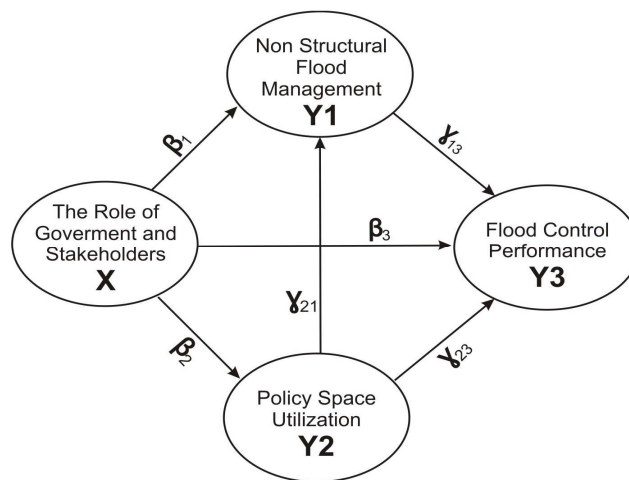 Non Structural
Flood
Management
Y1
β1
γ13
The Role of
Goverment and
Stakeholders
X
β3
Flood Control
Performance
Y3
γ21
β2
γ23
Policy Space
Utilization
Y2